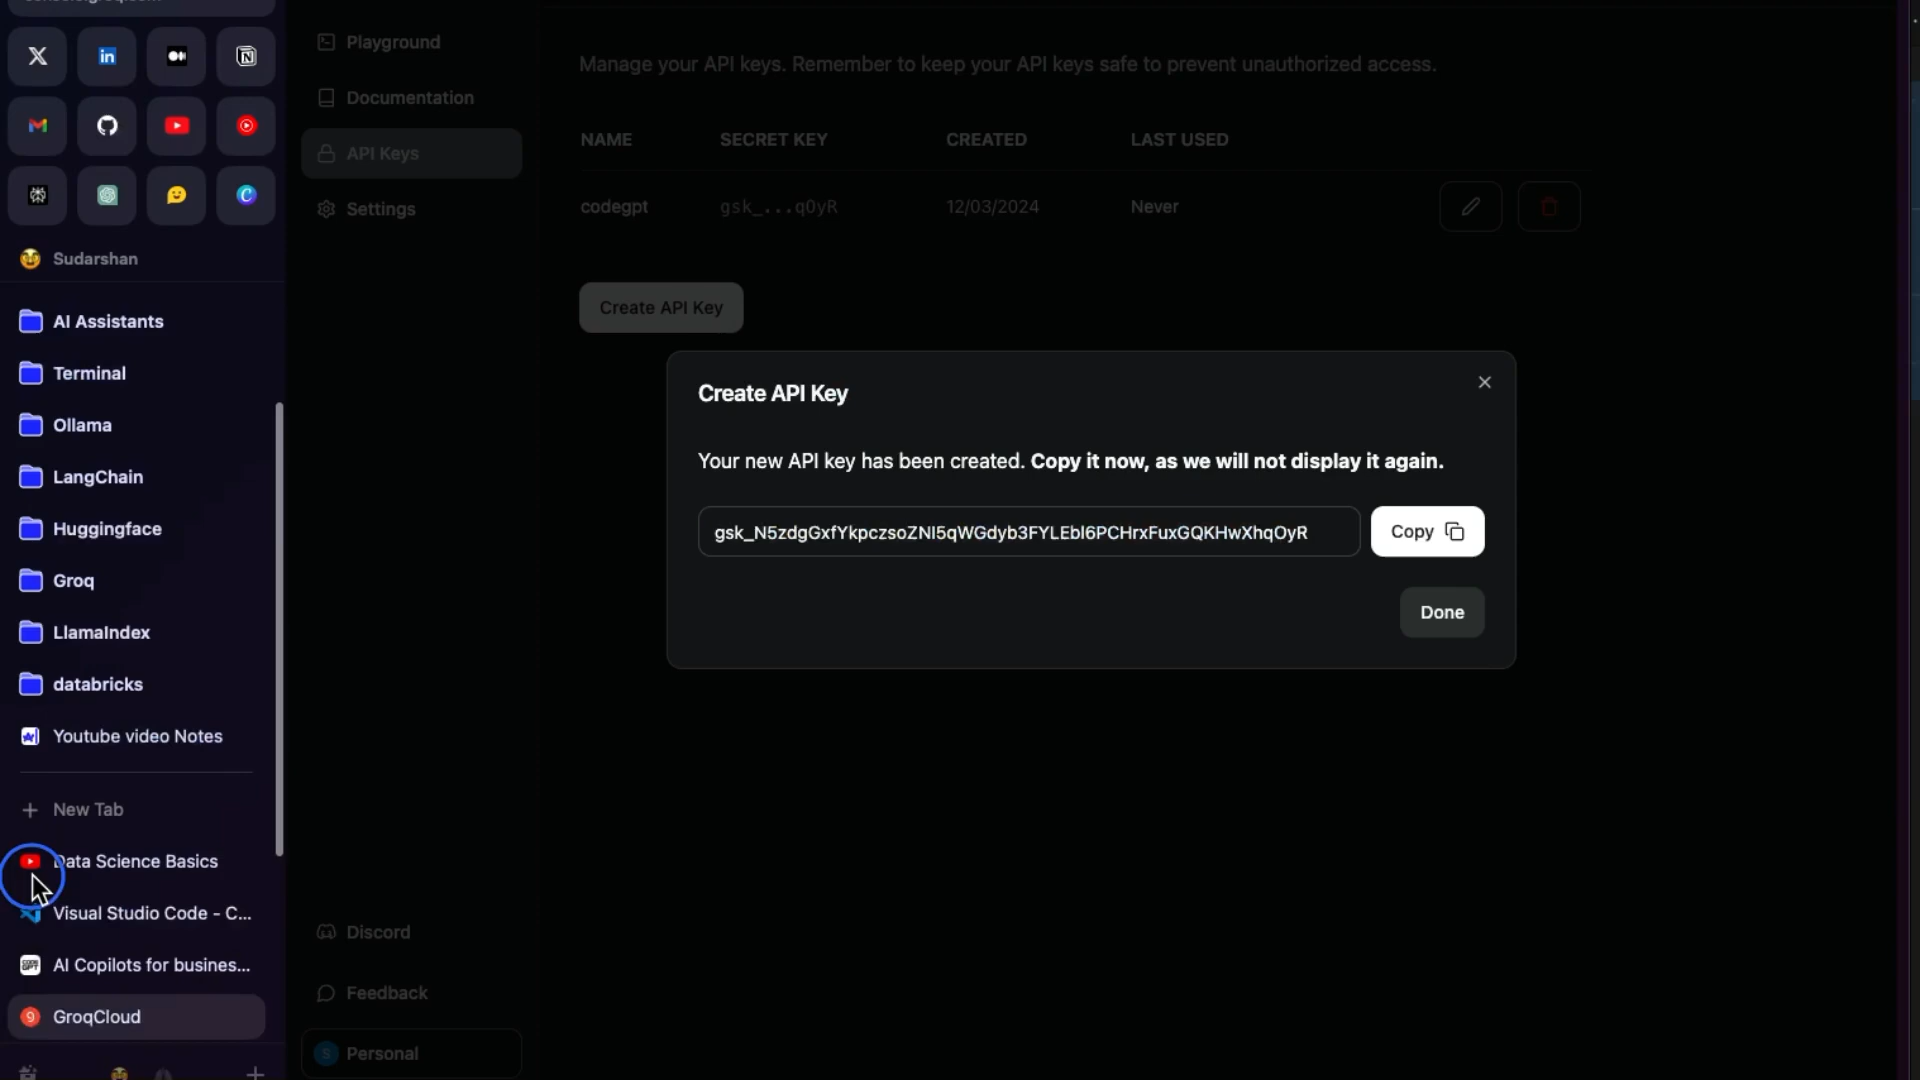 Playground
Documentation
API Keys
Settings
Sudarshan
AI Assistants
Terminal
Ollama
LangChain
Huggingface
Groq
LlamaIndex
databricks
Youtube video Notes
New Tab
Data Science Basics
Visual Studio Code - C...
AI Copilots for busines...
GroqCloud
Discord
Feedback
S Personal
Manage your API keys. Remember to keep your API keys safe to prevent unauthorized access.
NAME SECRET KEY CREATED LAST USED
codegpt gsk_...qOyR 12/03/2024 Never
Create API Key
Create API Key
Your new API key has been created. Copy it now, as we will not display it again.
Copy
Done